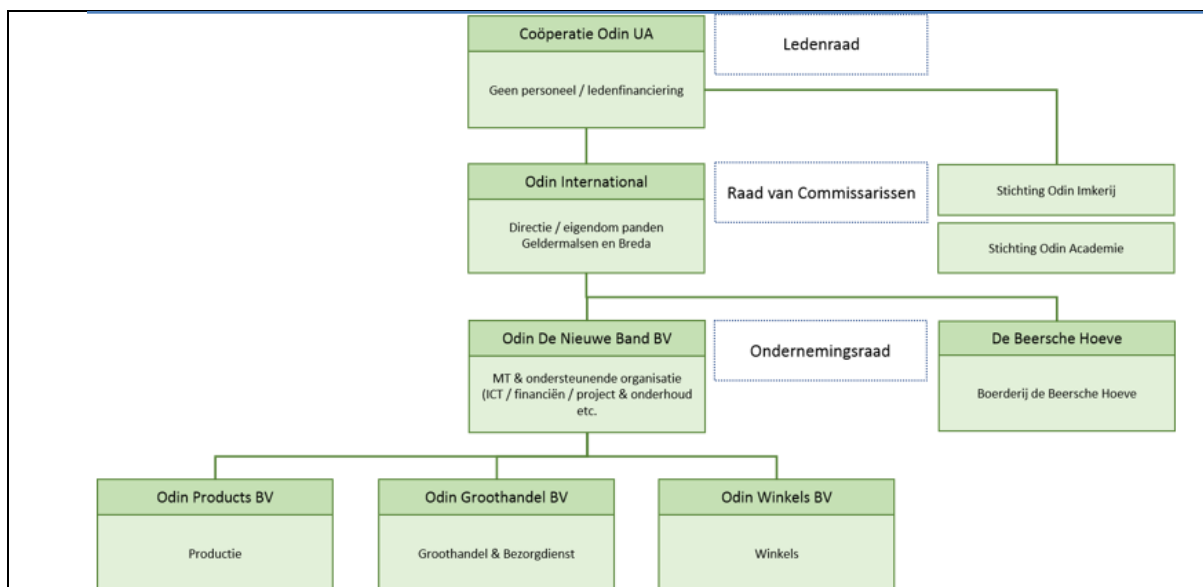 Coöperatie Odin UA
Geen personeel / ledenfinanciering
Ledenraad
Odin International
Directie / eigendom panden
Geldermalsen en Breda
Raad van Commissarissen
Stichting Odin Imkerij
Stichting Odin Academie
Odin De Nieuwe Band BV
MT & ondersteunende organisatie
(ICT / financiën / project & onderhoud
etc.
Ondernemingsraad
De Beersche Hoeve
Boerderij de Beersche Hoeve
Odin Products BV
Productie
Odin Groothandel BV
Groothandel & Bezorgdienst
Odin Winkels BV
Winkels